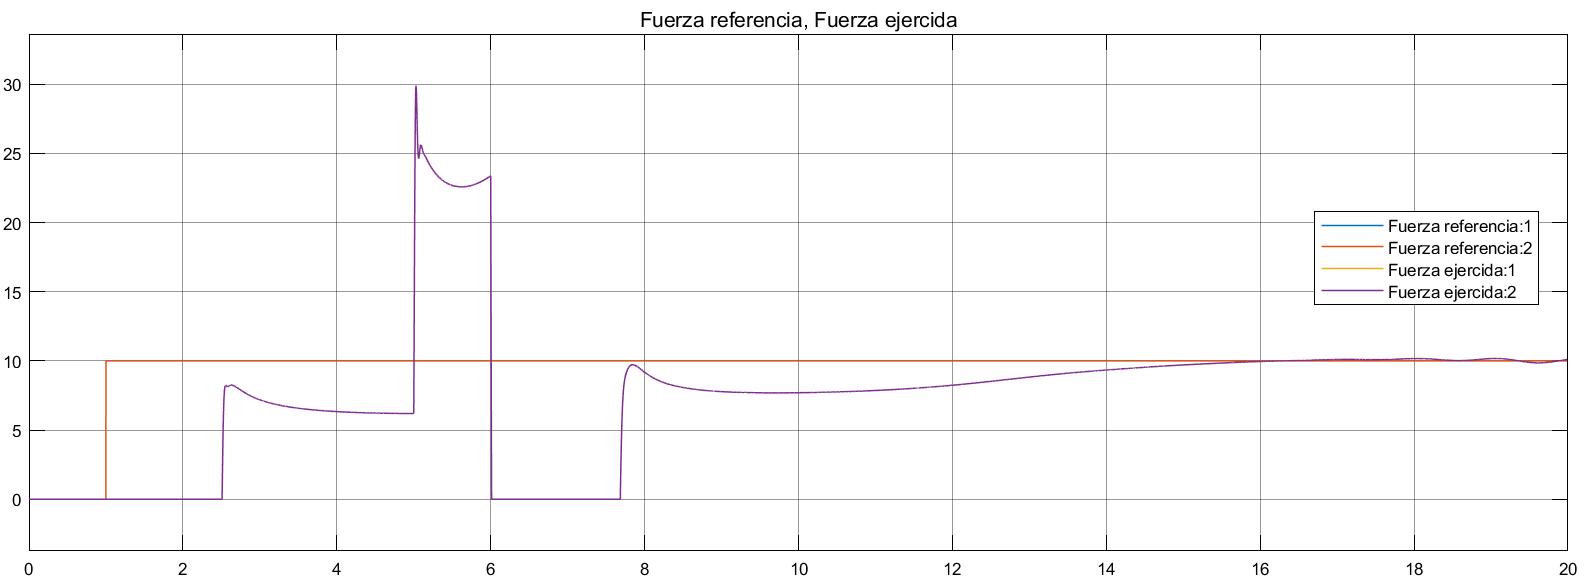 Fuerza referencia, Fuerza ejercida
30
25
20
15
10
5
0
Fuerza referencia:1
Fuerza referencia:2
Fuerza ejercida:1
Fuerza ejercida:2
0 2 4 6 8 10 12 14 16 18 20